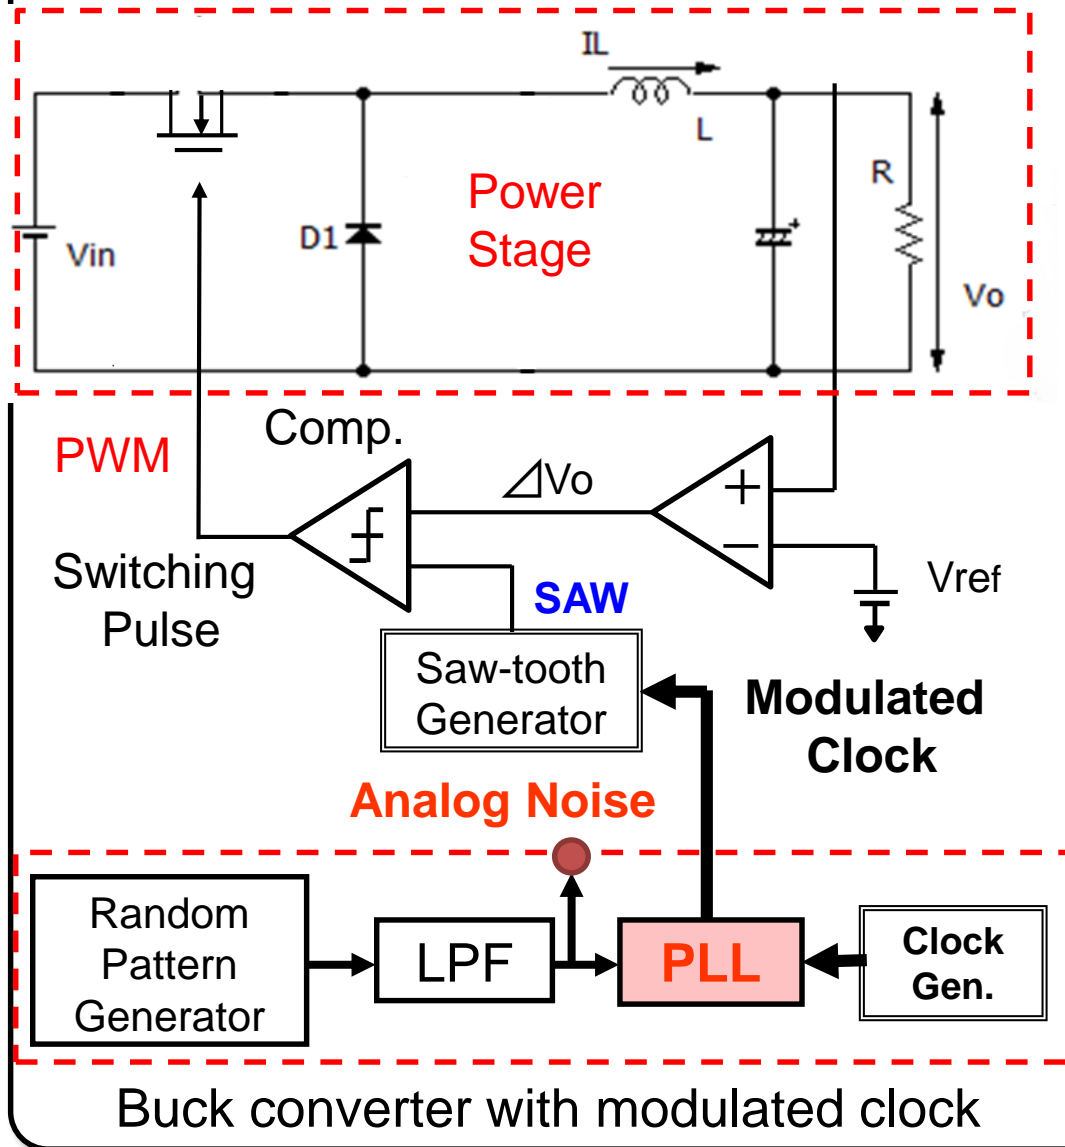 IL
L
R
Power
Stage
D1
+
Vin
Vo
Comp.
PWM
⊿Vo
+
−
Switching
Pulse
SAW
Vref
Saw-tooth
Generator
Modulated
Clock
Analog Noise
Random
Pattern
Generator
LPF
PLL
Clock
Gen.
Buck converter with modulated clock